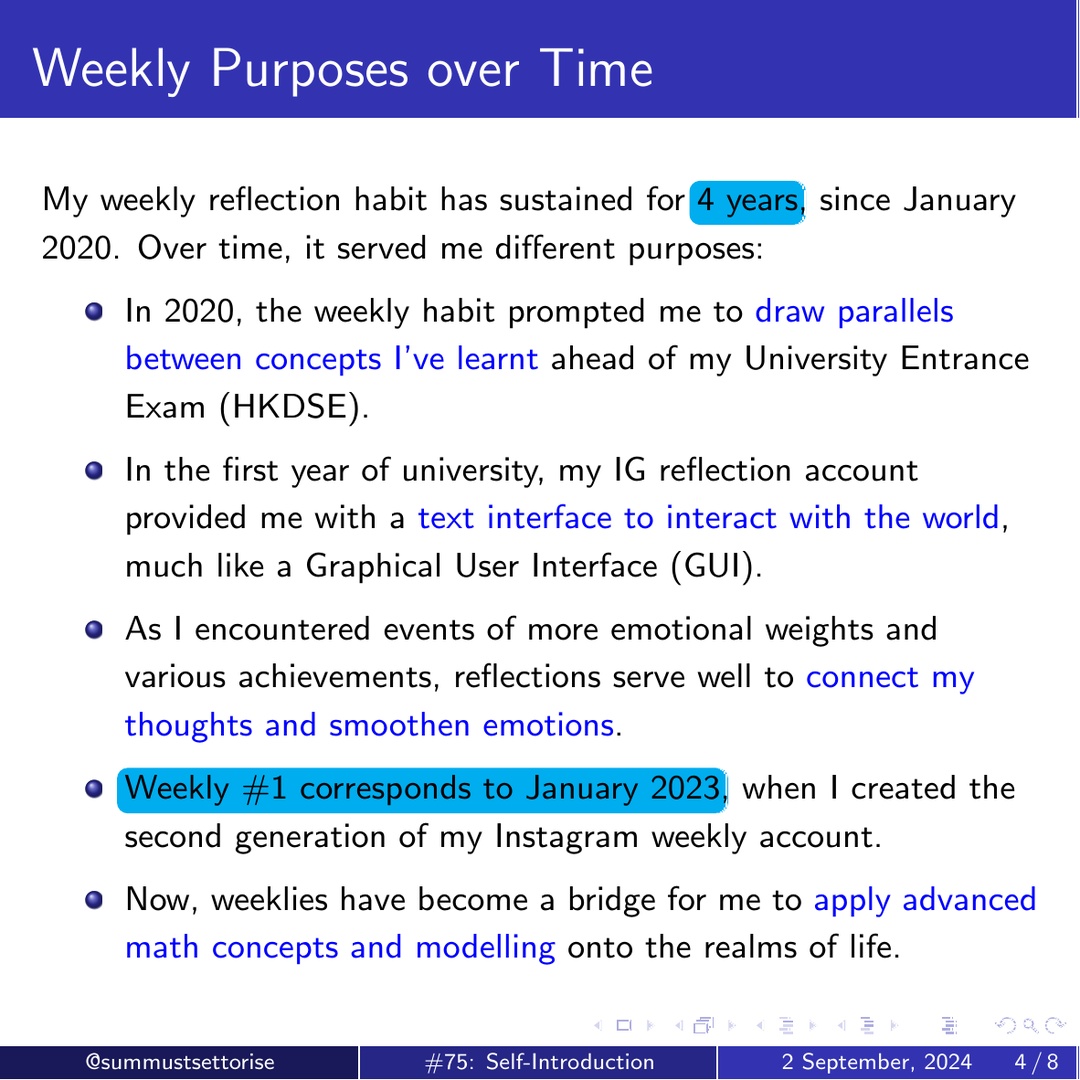 Weekly Purposes over Time
My weekly reflection habit has sustained for 4 years, since January
2020. Over time, it served me different purposes:
In 2020, the weekly habit prompted me to draw parallels
between concepts I've learnt ahead of my University Entrance
Exam (HKDSE).
In the first year of university, my IG reflection account
provided me with a text interface to interact with the world,
much like a Graphical User Interface (GUI).
As I encountered events of more emotional weights and
various achievements, reflections serve well to connect my
thoughts and smoothen emotions.
Weekly #1 corresponds to January 2023, when I created the
second generation of my Instagram weekly account.
Now, weeklies have become a bridge for me to apply advanced
math concepts and modelling onto the realms of life.
@summustsettorise #75: Self-Introduction 2 September, 2024 4 / 8